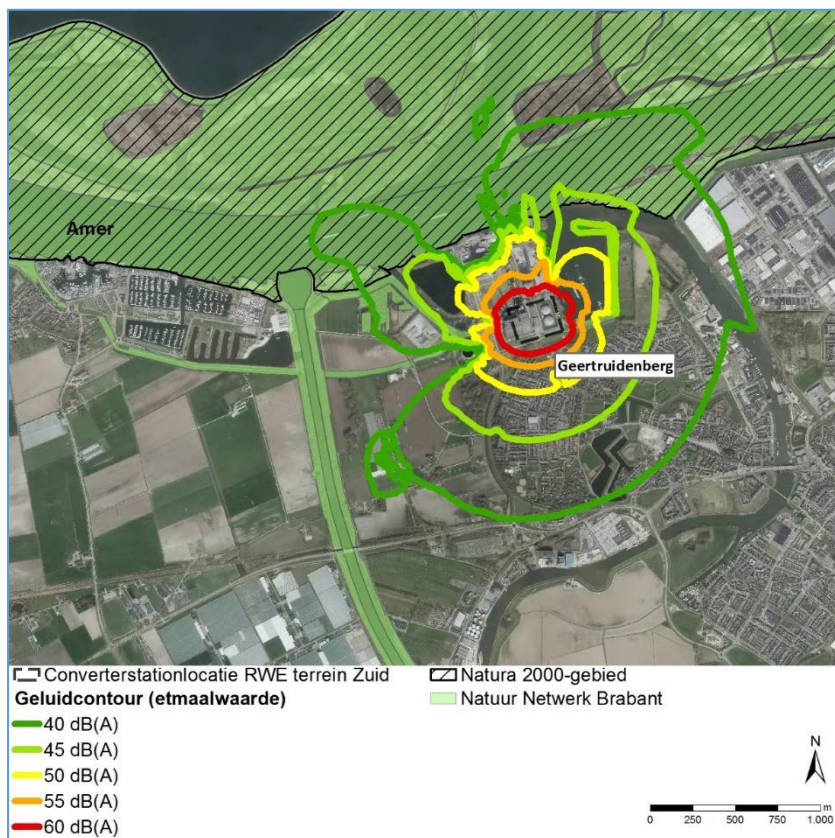 Amer
Geertruidenberg
Converterstationlocatie RWE terrein Zuid
Natura 2000-gebied
Geluidcontour (etmaalwaarde)
Natuur Netwerk Brabant
40 dB(A)
45 dB(A)
50 dB(A)
55 dB(A)
60 dB(A)
N
m
0 250 500 750 1.000